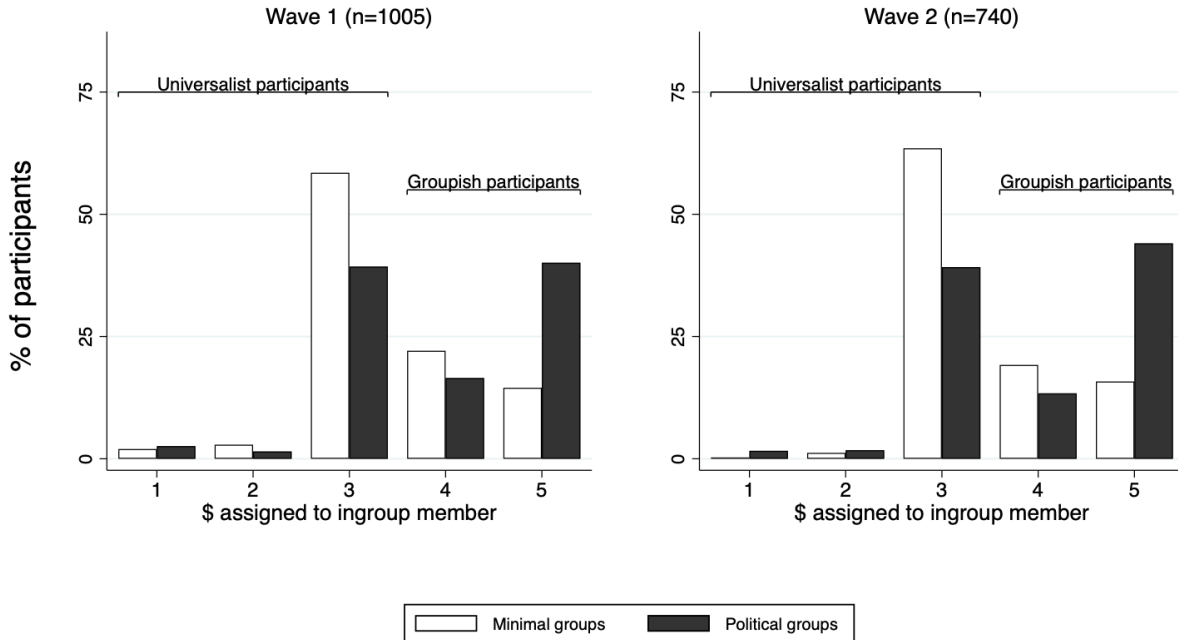 Wave 1 (n=1005)
Wave 2 (n=740)
% of participants
75
50
25
0
Universalist participants
Groupish participants
1 2 3 4 5
$ assigned to ingroup member
75
50
25
0
Universalist participants
Groupish participants
1 2 3 4 5
$ assigned to ingroup member
Minimal groups
Political groups